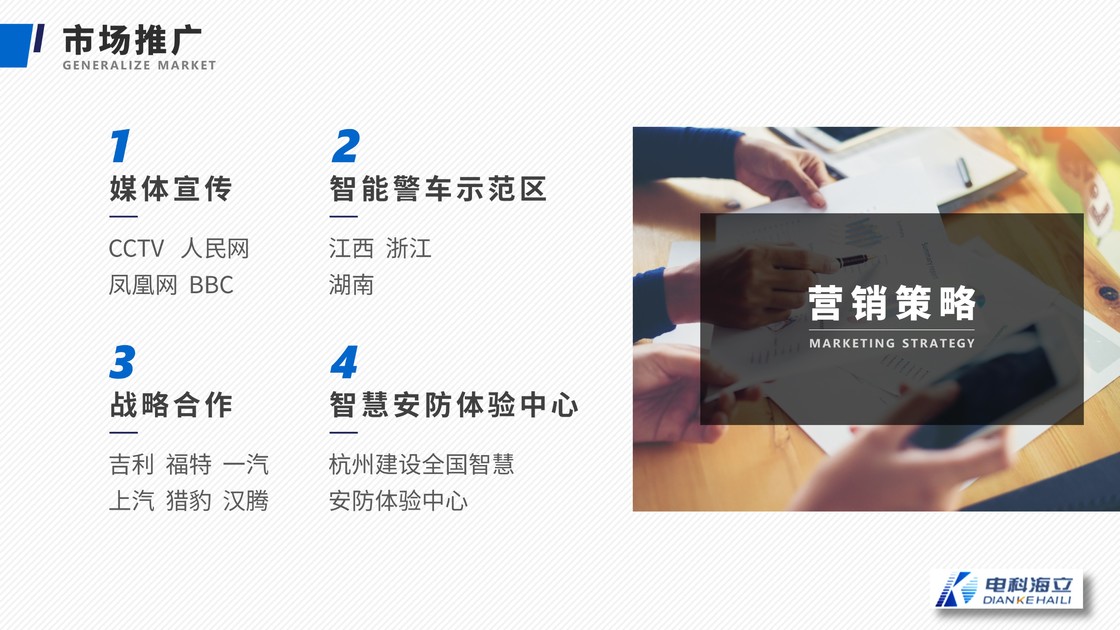 市场推广
GENERALIZE MARKET
1
媒体宣传
CCTV 人民网
凤凰网 BBC
2
智能警车示范区
江西 浙江
湖南
3
战略合作
吉利 福特 一汽
上汽 猎豹 汉腾
4
智慧安防体验中心
杭州建设全国智慧
安防体验中心
营销策略
MARKETING STRATEGY
电科海立
DIANKEHAILI